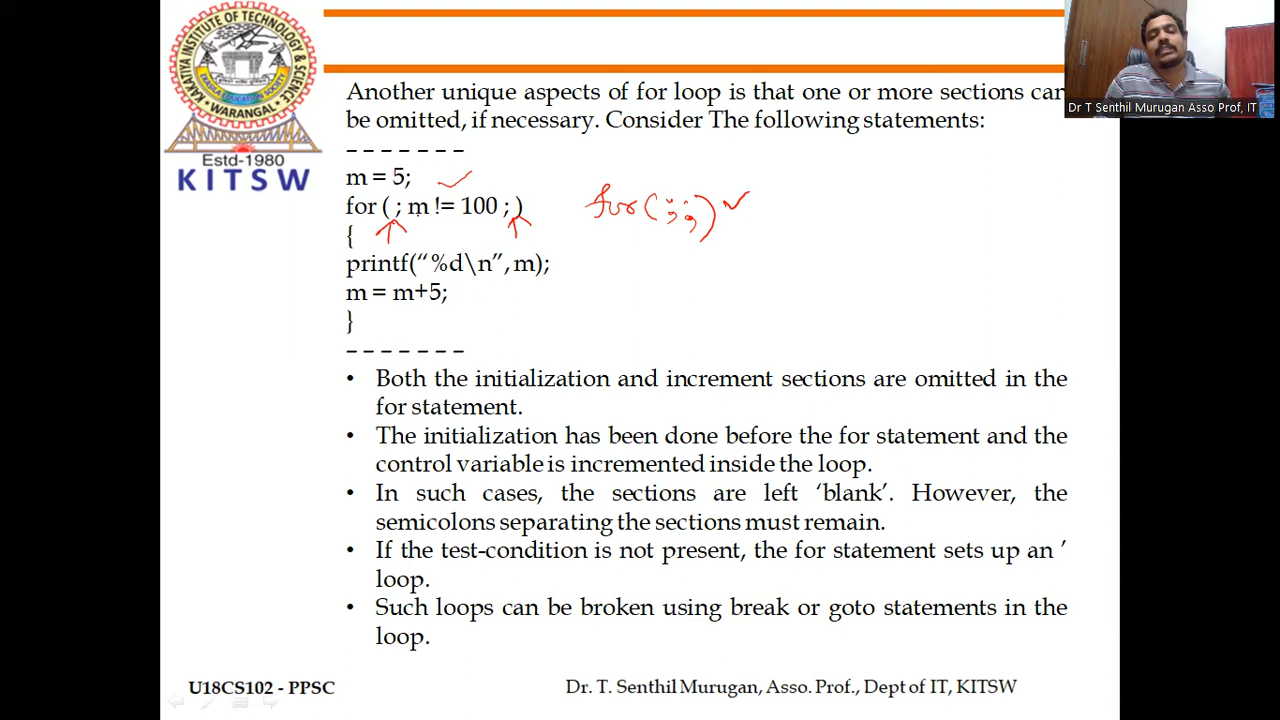 KAKATIYA INSTITUTE OF TECHNOLOGY & SCIENCE
WARANGAL
Estd-1980
KITSW
Dr T Senthil Murugan Asso Prof, IT
Another unique aspects of for loop is that one or more sections can
be omitted, if necessary. Consider The following statements:
- - - - - - -
m = 5;
for ( ; m != 100 ; )
for(;;)
{
printf(“%d\n”, m);
m = m+5;
}
- - - - - - -
• Both the initialization and increment sections are omitted in the
for statement.
• The initialization has been done before the for statement and the
control variable is incremented inside the loop.
• In such cases, the sections are left ‘blank’. However, the
semicolons separating the sections must remain.
• If the test-condition is not present, the for statement sets up an ’
loop.
• Such loops can be broken using break or goto statements in the
loop.
U18CS102 - PPSC
Dr. T. Senthil Murugan, Asso. Prof., Dept of IT, KITSW